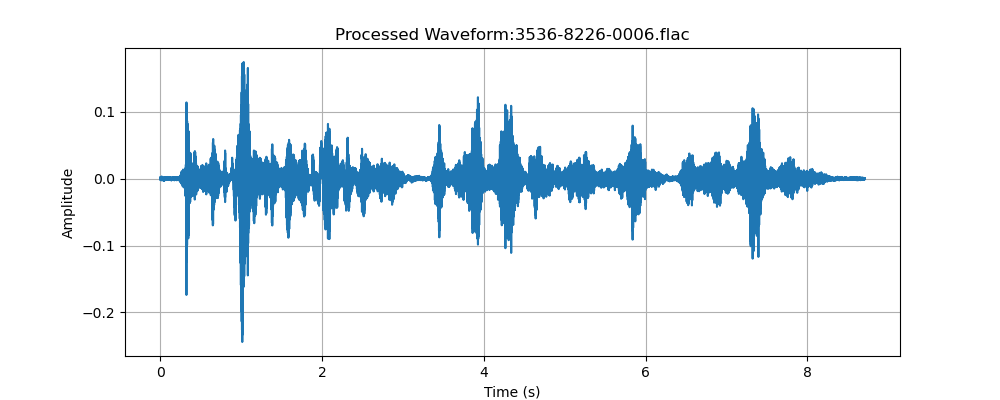 Processed Waveform:3536-8226-0006.flac
Amplitude
0.1
0.0
−0.1
−0.2
0 2 4 6 8
Time (s)